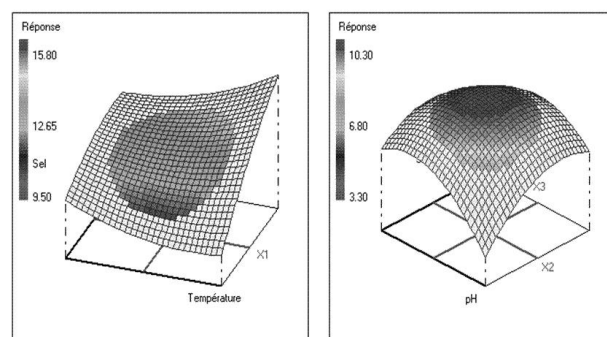 Réponse
15.80
12.65
Sel
9.50
X1
Température
Réponse
10.30
6.80
3.30
X3
X2
pH